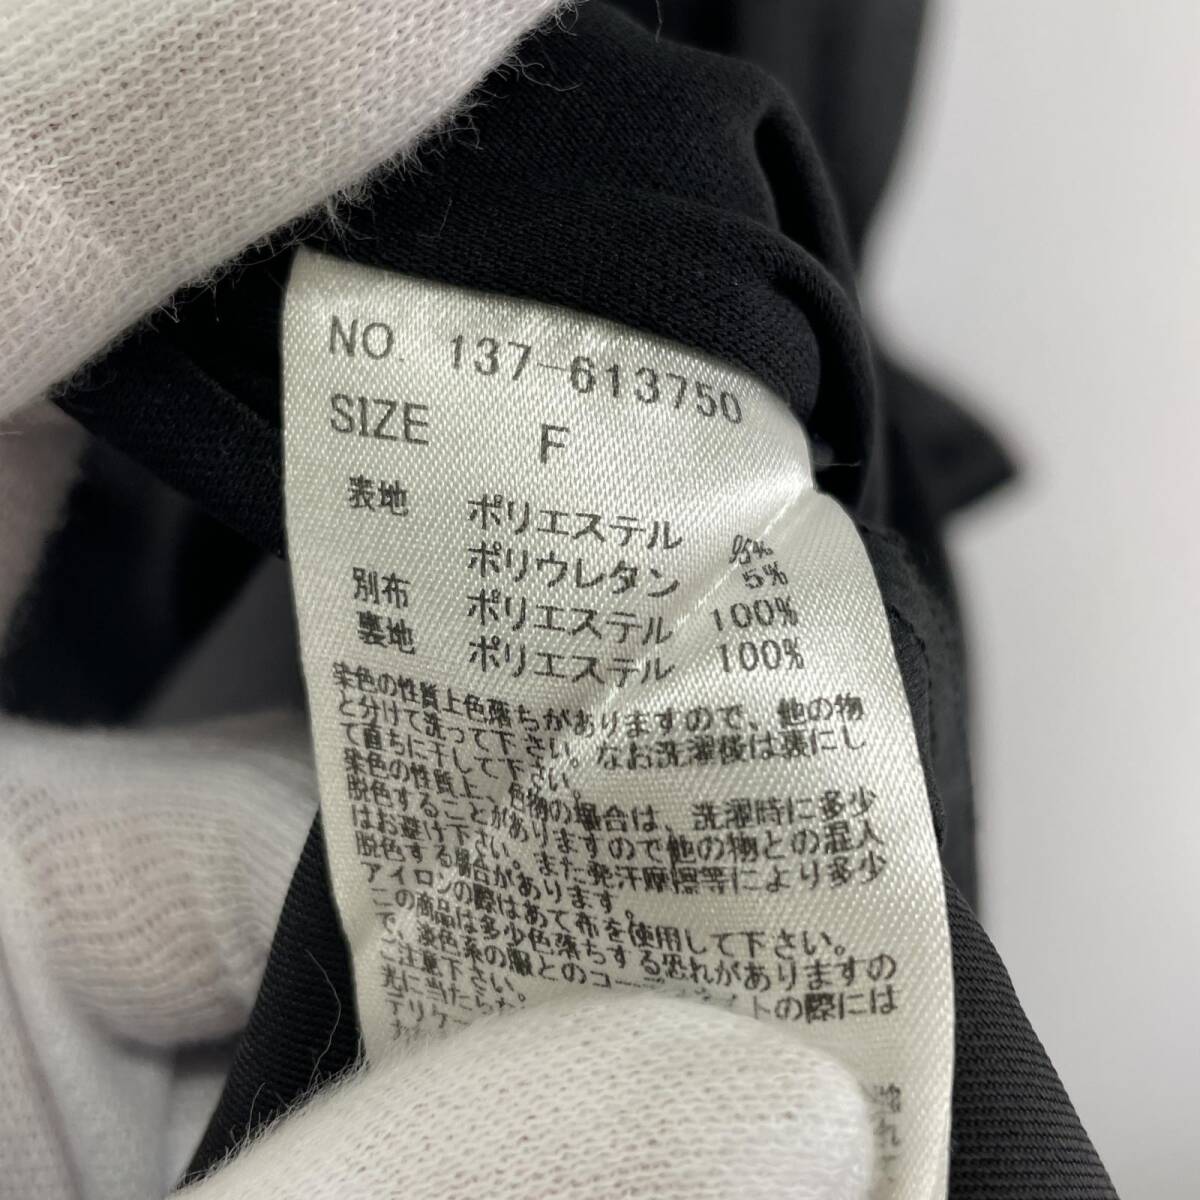 NO. 137-613750
SIZE F
表地 ポリエステル 95%
ポリウレタン 5%
別布 ポリエステル 100%
裏地 ポリエステル 100%
染色の性質上色落ちがありますので、他の物
と分けて洗って下さい。なお洗濯後は裏にし
て直ちに干して下さい。
染色の性質上、色物の場合は、洗濯時に多少
脱色することがありますので他の物との混入
はお避け下さい。また発汗摩擦等により多少
脱色する場合があります。
アイロンの際はあて布を使用して下さい。
この商品は多少色落ちする恐れがありますの
で、淡色系の服とのコーディネイトの際には
ご注意下さい。
光に当たら
デリケー